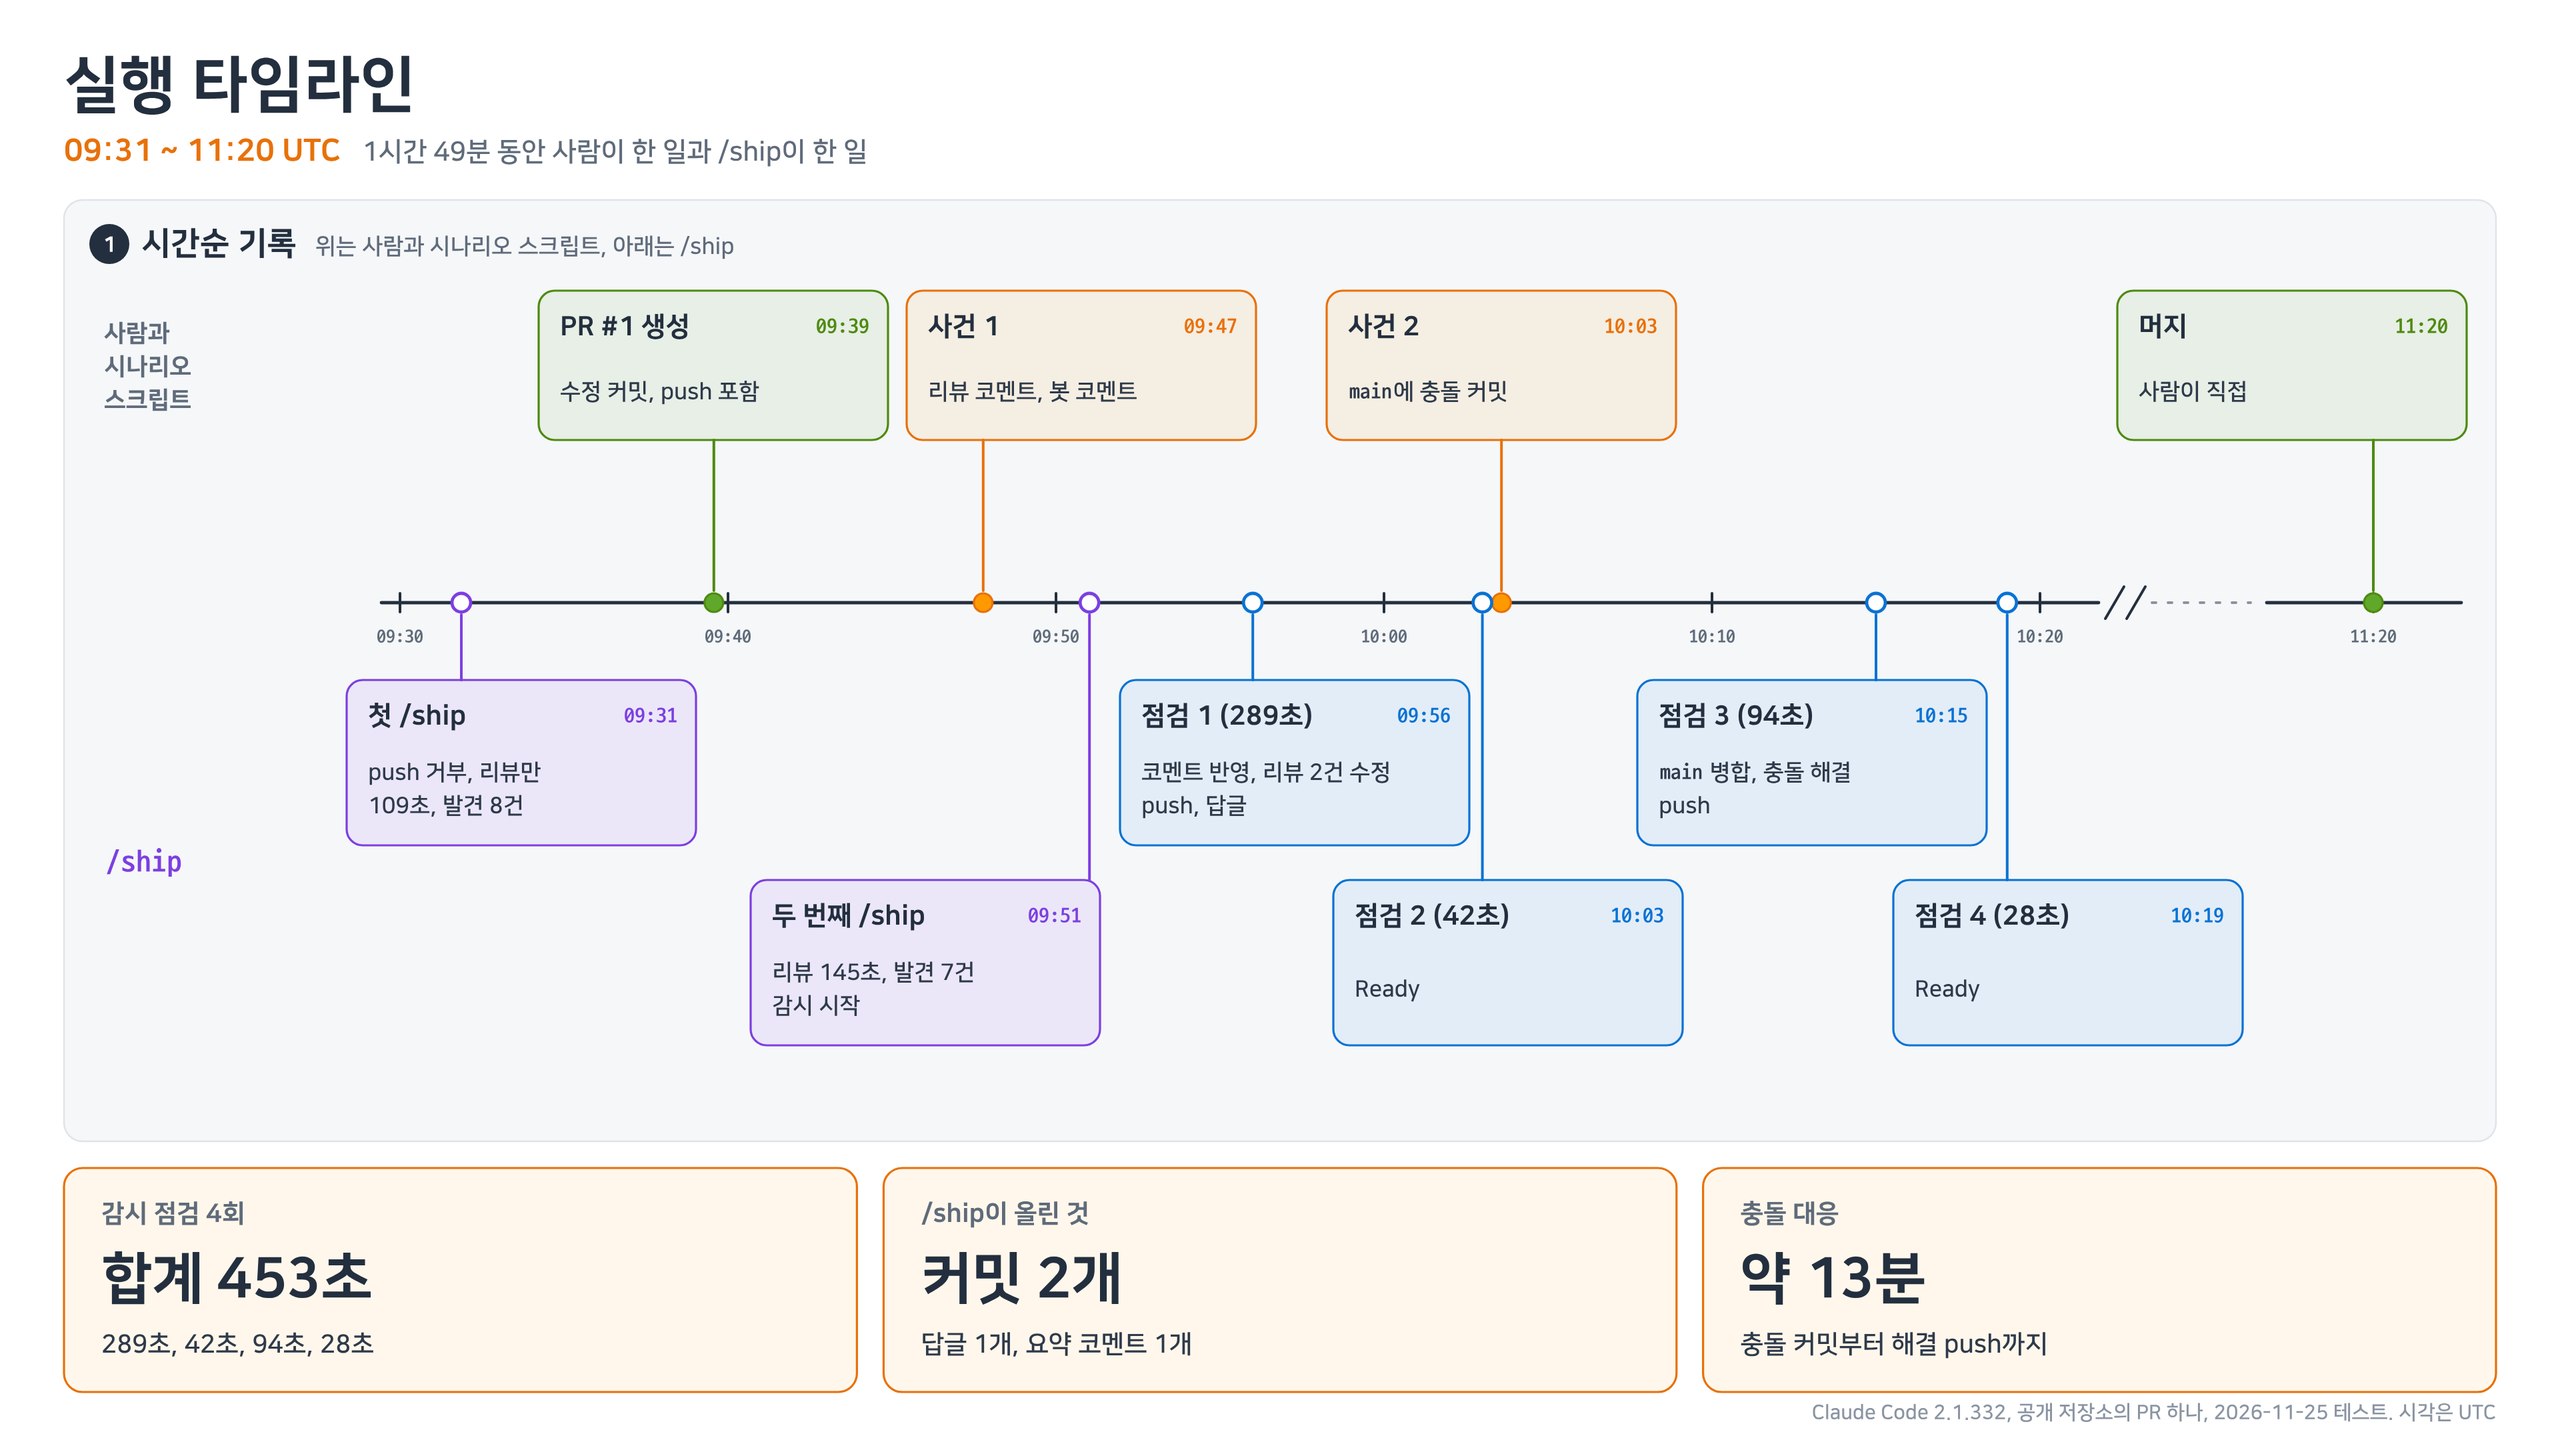 실행 타임라인
09:31 ~ 11:20 UTC 1시간 49분 동안 사람이 한 일과 /ship이 한 일
1 시간순 기록 위는 사람과 시나리오 스크립트, 아래는 /ship
사람과
시나리오
스크립트
PR #1 생성 09:39
수정 커밋, push 포함
사건 1 09:47
리뷰 코멘트, 봇 코멘트
사건 2 10:03
main에 충돌 커밋
머지 11:20
사람이 직접
09:30 09:40 09:50 10:00 10:10 10:20 11:20
/ship
첫 /ship 09:31
push 거부, 리뷰만
109초, 발견 8건
두 번째 /ship 09:51
리뷰 145초, 발견 7건
감시 시작
점검 1 (289초) 09:56
코멘트 반영, 리뷰 2건 수정
push, 답글
점검 2 (42초) 10:03
Ready
점검 3 (94초) 10:15
main 병합, 충돌 해결
push
점검 4 (28초) 10:19
Ready
감시 점검 4회
합계 453초
289초, 42초, 94초, 28초
/ship이 올린 것
커밋 2개
답글 1개, 요약 코멘트 1개
충돌 대응
약 13분
충돌 커밋부터 해결 push까지
Claude Code 2.1.332, 공개 저장소의 PR 하나, 2026-11-25 테스트. 시각은 UTC